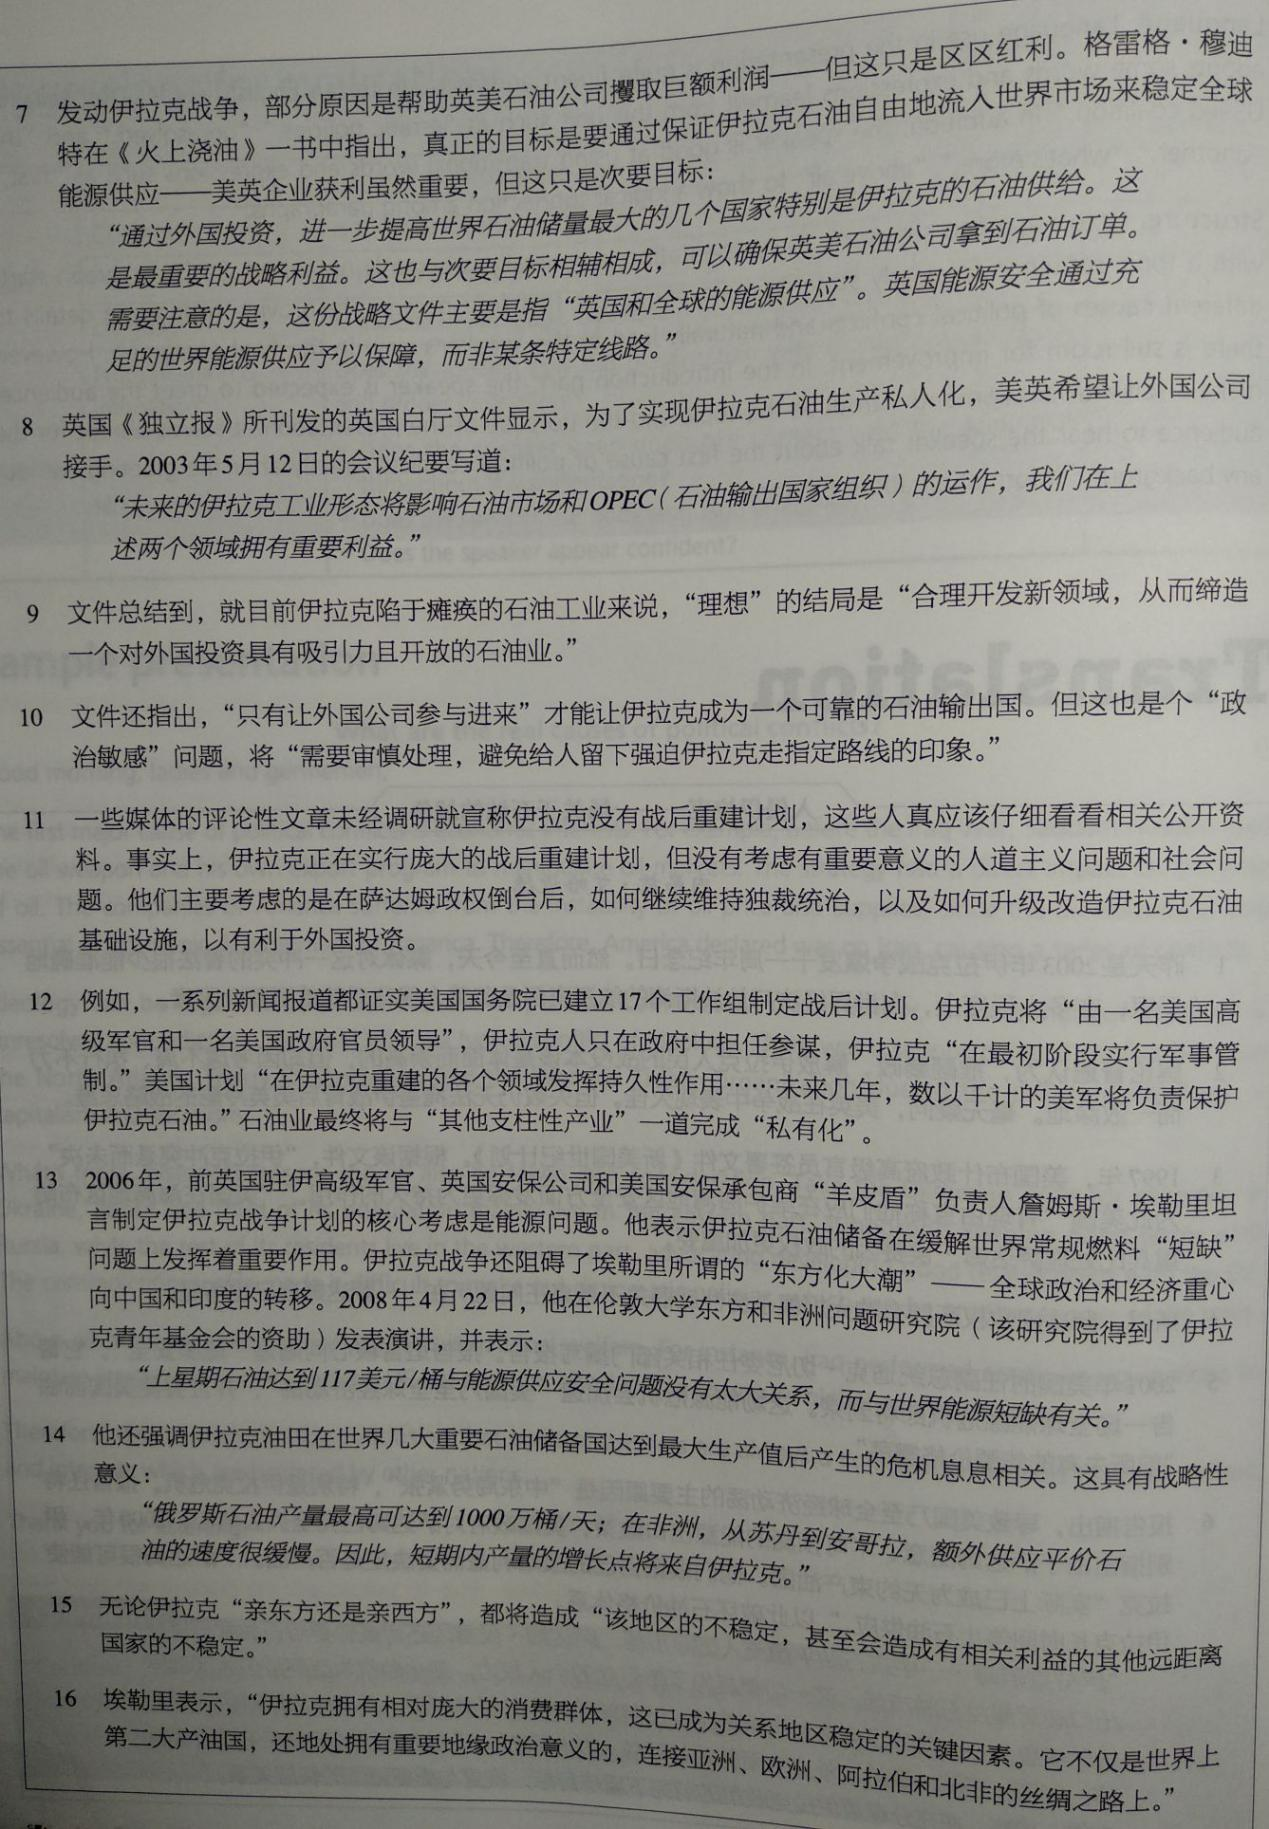 7 发动伊拉克战争，部分原因是帮助英美石油公司攫取巨额利润——但这只是区区红利。格雷格·穆迪
特在《火上浇油》一书中指出，真正的目标是要通过保证伊拉克石油自由地流入世界市场来稳定全球
能源供应——美英企业获利虽然重要，但这只是次要目标：
“通过外国投资，进一步提高世界石油储量最大的几个国家特别是伊拉克的石油供给。这
是最重要的战略利益。这也与次要目标相辅相成，可以确保英美石油公司拿到石油订单。
需要注意的是，这份战略文件主要是指“英国和全球的能源供应”。英国能源安全通过充
足的世界能源供应予以保障，而非某条特定线路。”
8 英国《独立报》所刊发的英国白厅文件显示，为了实现伊拉克石油生产私人化，美英希望让外国公司
接手。2003年5月12日的会议纪要写道：
“未来的伊拉克工业形态将影响石油市场和OPEC（石油输出国家组织）的运作，我们在上
述两个领域拥有重要利益。”
9 文件总结到，就目前伊拉克陷于瘫痪的石油工业来说，“理想”的结局是“合理开发新领域，从而缔造
一个对外国投资具有吸引力且开放的石油业。”
10 文件还指出，“只有让外国公司参与进来”才能让伊拉克成为一个可靠的石油输出国。但这也是个“政
治敏感”问题，将“需要审慎处理，避免给人留下强迫伊拉克走指定路线的印象。”
11 一些媒体的评论性文章未经调研就宣称伊拉克没有战后重建计划，这些人真应该仔细看看相关公开资
料。事实上，伊拉克正在实行庞大的战后重建计划，但没有考虑有重要意义的人道主义问题和社会问
题。他们主要考虑的是在萨达姆政权倒台后，如何继续维持独裁统治，以及如何升级改造伊拉克石油
基础设施，以有利于外国投资。
12 例如，一系列新闻报道都证实美国国务院已建立17个工作组制定战后计划。伊拉克将“由一名美国高
级军官和一名美国政府官员领导”，伊拉克人只在政府中担任参谋，伊拉克“在最初阶段实行军事管
制。”美国计划“在伊拉克重建的各个领域发挥持久性作用……未来几年，数以千计的美军将负责保护
伊拉克石油。”石油业最终将与“其他支柱性产业”一道完成“私有化”。
13 2006年，前英国驻伊高级军官、英国安保公司和美国安保承包商“羊皮盾”负责人詹姆斯·埃勒里坦
言制定伊拉克战争计划的核心考虑是能源问题。他表示伊拉克石油储备在缓解世界常规燃料“短缺”
问题上发挥着重要作用。伊拉克战争还阻碍了埃勒里所谓的“东方化大潮”——全球政治和经济重心
向中国和印度的转移。2008年4月22日，他在伦敦大学东方和非洲问题研究院（该研究院得到了伊拉
克青年基金会的资助）发表演讲，并表示：
“上星期石油达到117美元/桶与能源供应安全问题没有太大关系，而与世界能源短缺有关。”
14 他还强调伊拉克油田在世界几大重要石油储备国达到最大生产值后产生的危机息息相关。这具有战略性
意义：
“俄罗斯石油产量最高可达到1000万桶/天；在非洲，从苏丹到安哥拉，额外供应平价石
油的速度很缓慢。因此，短期内产量的增长点将来自伊拉克。”
15 无论伊拉克“亲东方还是亲西方”，都将造成“该地区的不稳定，甚至会造成有相关利益的其他远距离
国家的不稳定。”
16 埃勒里表示，“伊拉克拥有相对庞大的消费群体，这已成为关系地区稳定的关键因素。它不仅是世界上
第二大产油国，还地处拥有重要地缘政治意义的，连接亚洲、欧洲、阿拉伯和北非的丝绸之路上。”